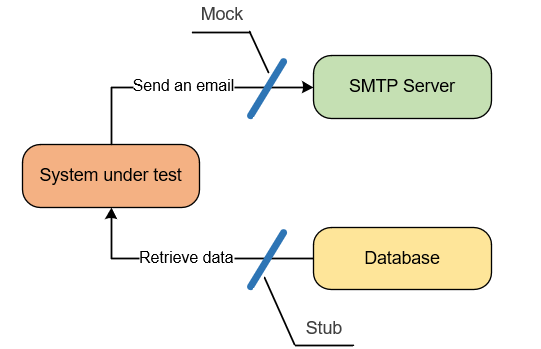 Mock
Send an email
SMTP Server
System under test
Retrieve data
Database
Stub